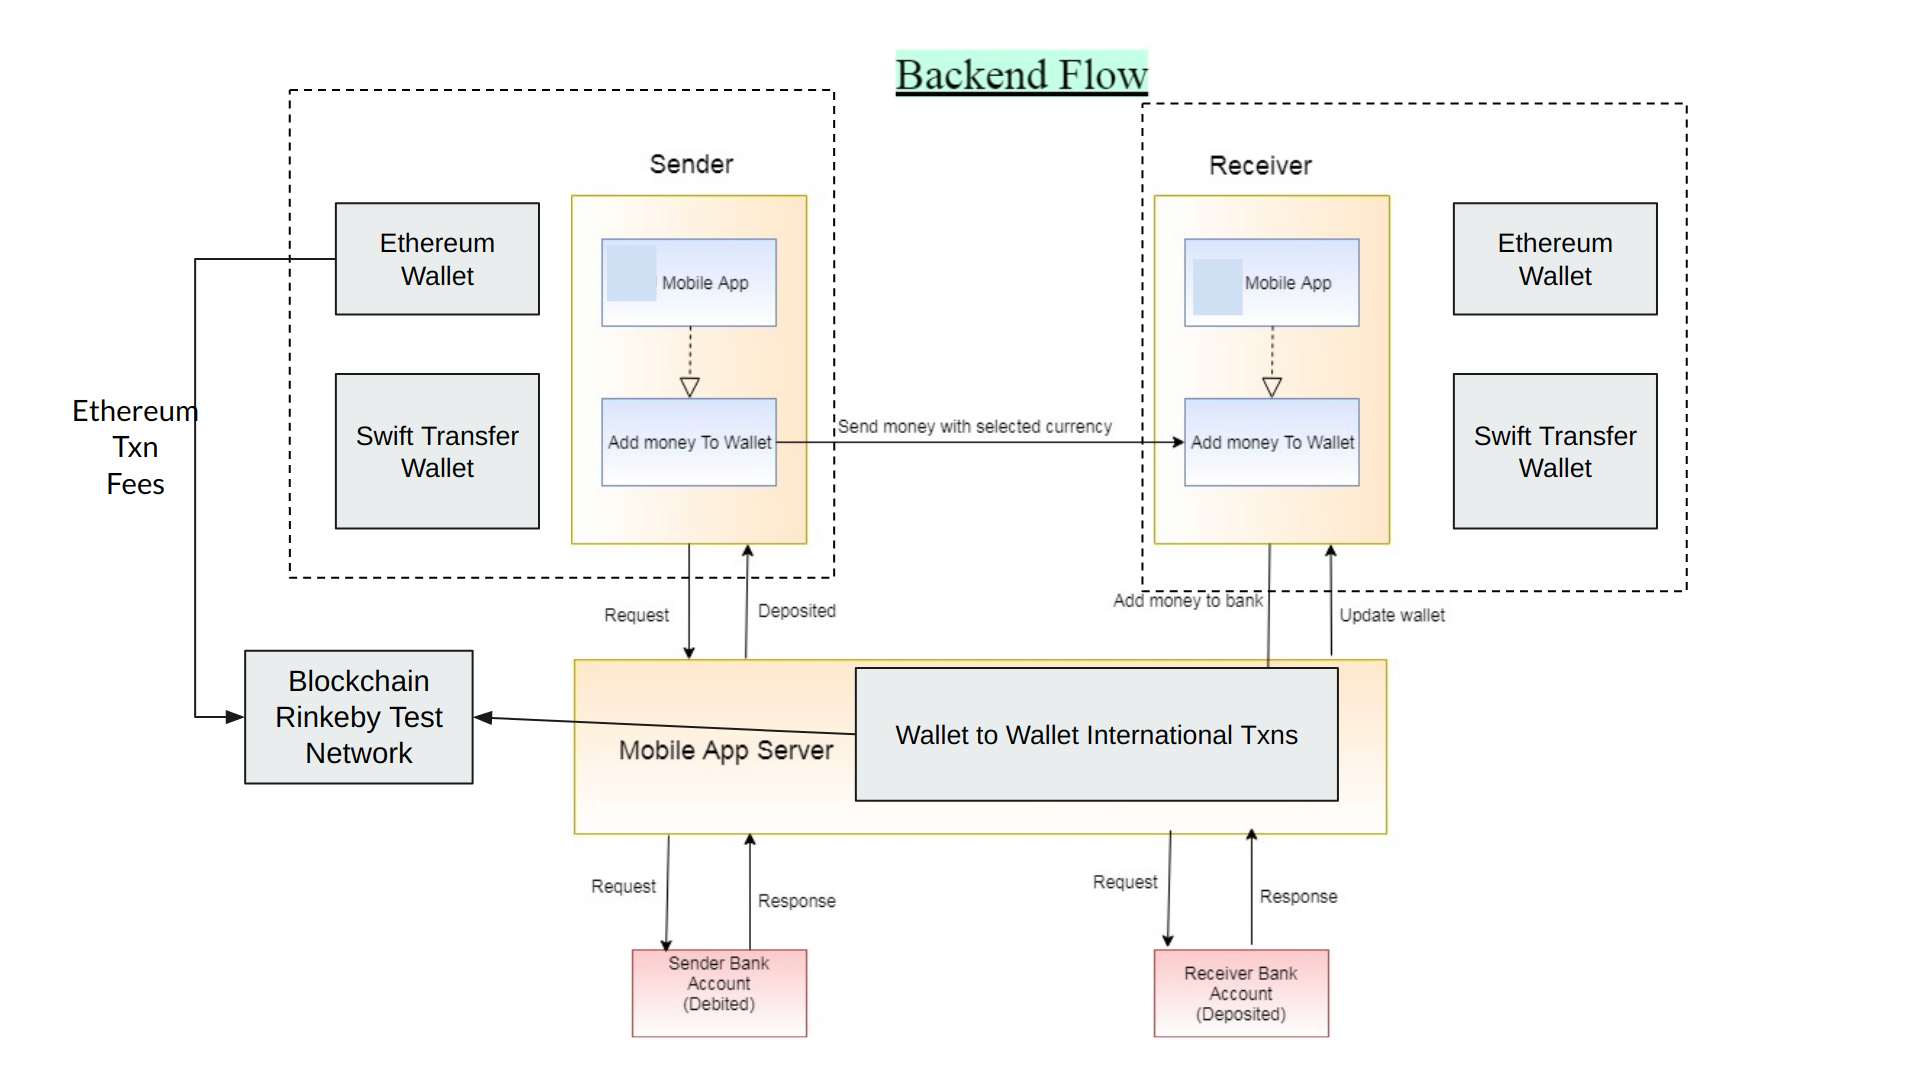 Backend Flow
Sender
Receiver
Ethereum
Wallet
Mobile App
Mobile App
Ethereum
Wallet
Ethereum
Txn
Fees
Swift Transfer
Wallet
Add money To Wallet
Send money with selected currency
Add money To Wallet
Swift Transfer
Wallet
Request
Deposited
Add money to bank
Update wallet
Blockchain
Rinkeby Test
Network
Mobile App Server
Wallet to Wallet International Txns
Request
Response
Request
Response
Sender Bank
Account
(Debited)
Receiver Bank
Account
(Deposited)